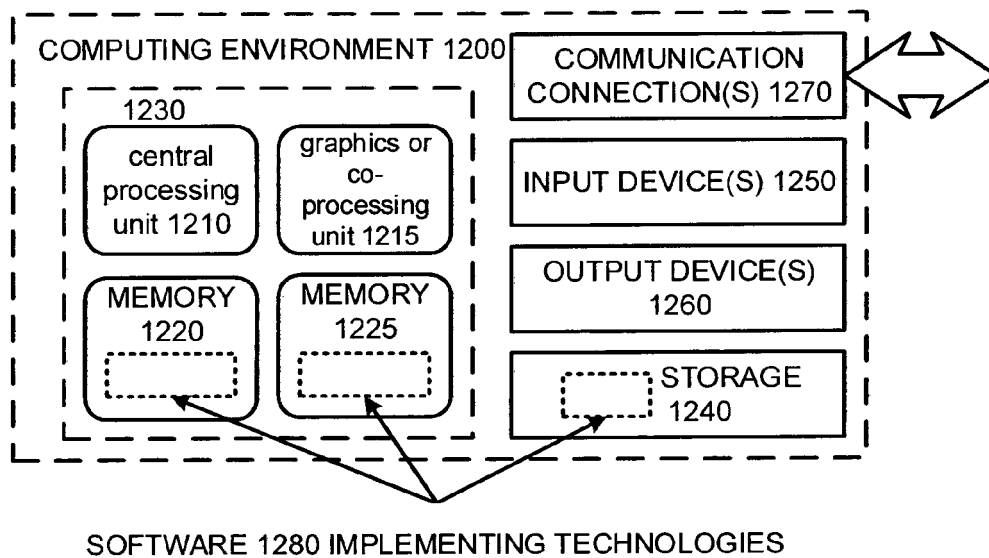 COMPUTING ENVIRONMENT 1200
1230
central
processing
unit 1210
graphics or
co-
processing
unit 1215
MEMORY
1220
MEMORY
1225
COMMUNICATION
CONNECTION(S) 1270
INPUT DEVICE(S) 1250
OUTPUT DEVICE(S)
1260
STORAGE
1240
SOFTWARE 1280 IMPLEMENTING TECHNOLOGIES